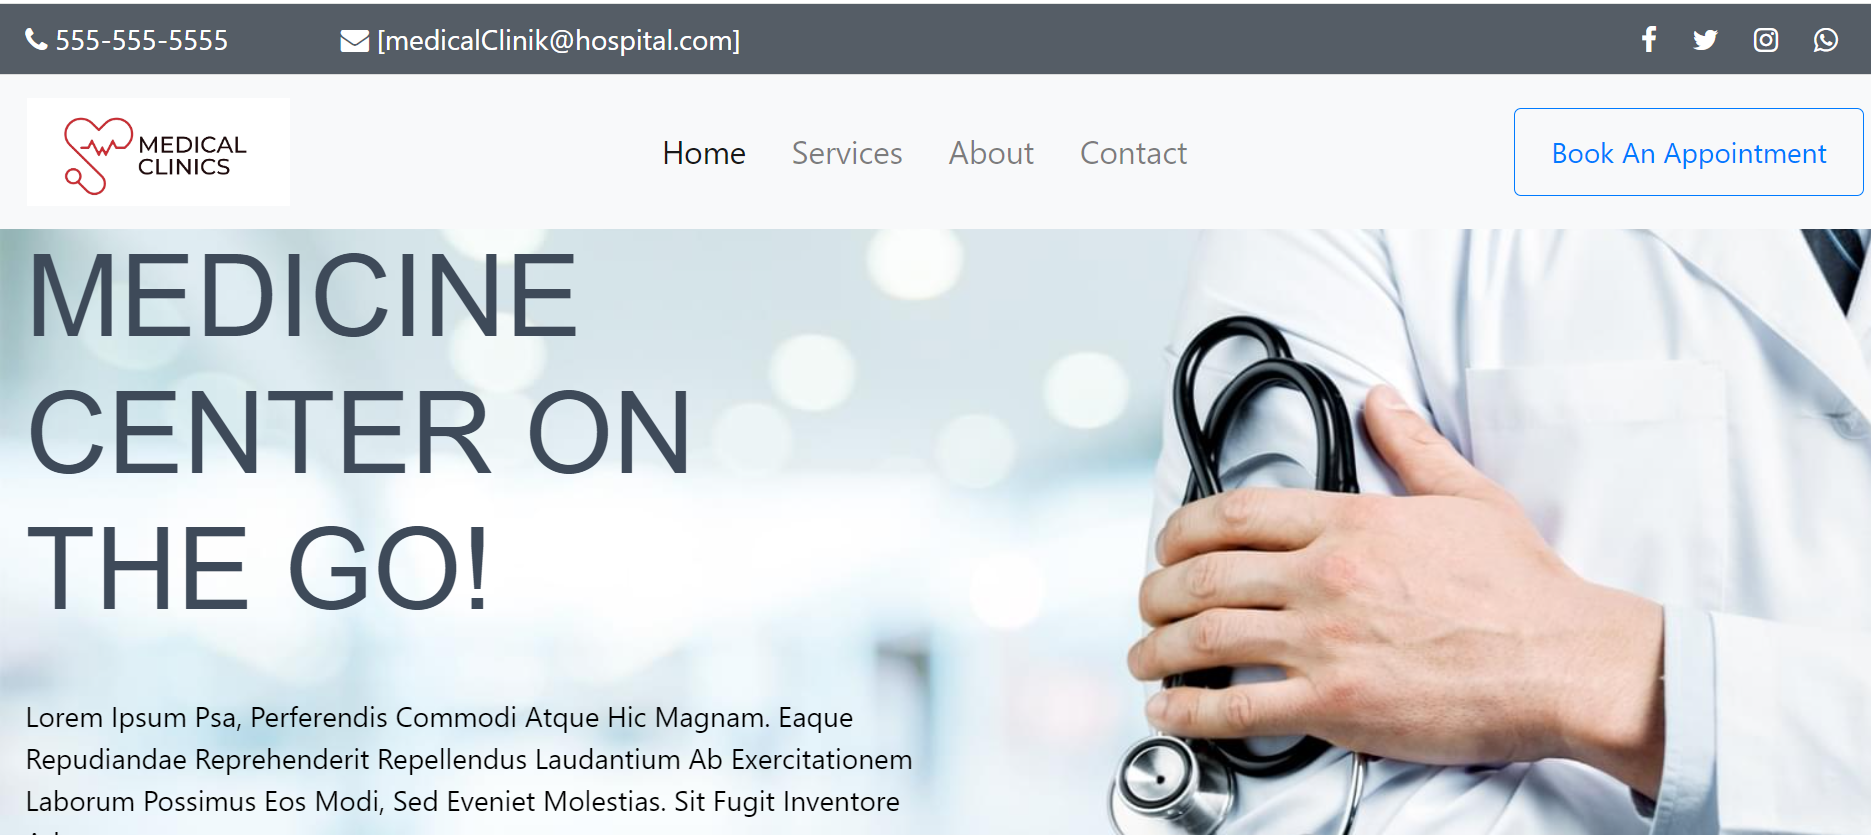 555-555-5555
[medicalClinik@hospital.com]
MEDICAL
CLINICS
Home
Services
About
Contact
Book An Appointment
MEDICINE
CENTER ON
THE GO!
Lorem Ipsum Psa, Perferendis Commodi Atque Hic Magnam. Eaque
Repudiandae Reprehenderit Repellendus Laudantium Ab Exercitationem
Laborum Possimus Eos Modi, Sed Eveniet Molestias. Sit Fugit Inventore